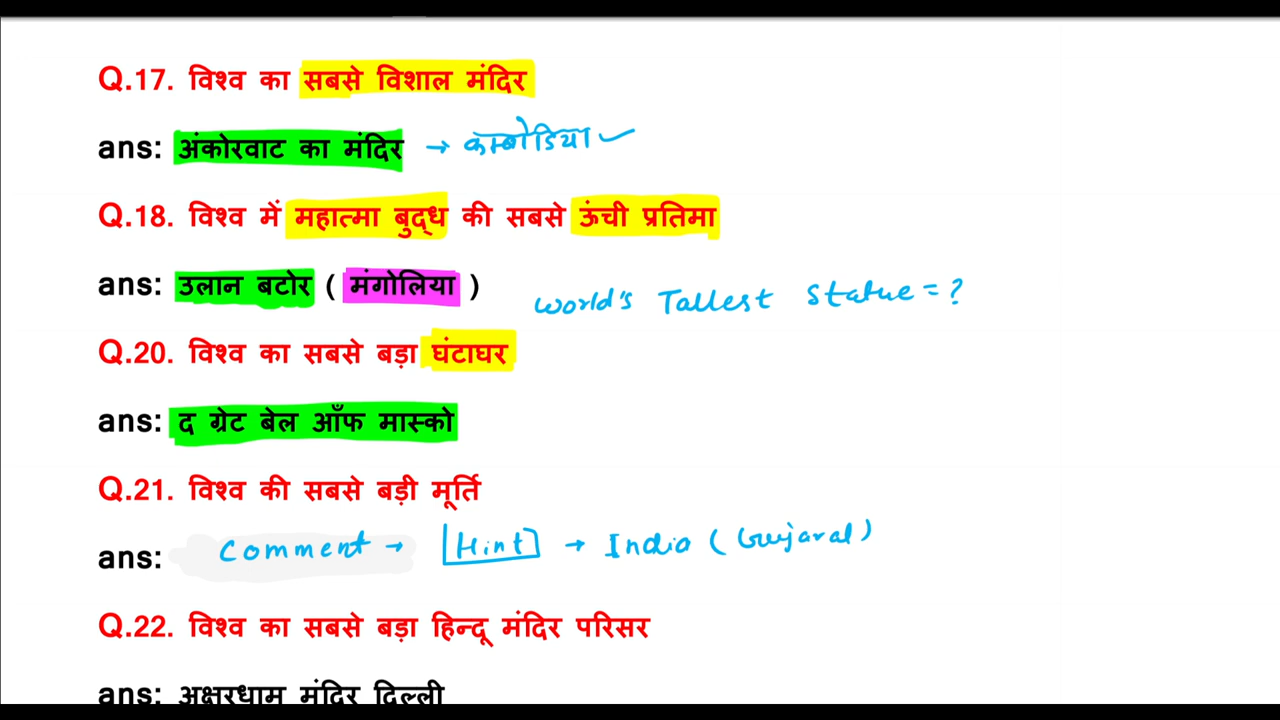 Q.17. विश्व का सबसे विशाल मंदिर
ans: अंकोरवाट का मंदिर → कम्बोडिया ✓
Q.18. विश्व में महात्मा बुद्ध की सबसे ऊंची प्रतिमा
ans: उलान बटोर ( मंगोलिया )
World's Tallest Statue = ?
Q.20. विश्व का सबसे बड़ा घंटाघर
ans: द ग्रेट बेल ऑंफ मास्को
Q.21. विश्व की सबसे बड़ी मूर्ति
ans: Comment → [Hint] → India ( Gujarat )
Q.22. विश्व का सबसे बड़ा हिन्दू मंदिर परिसर
ans: अक्षरधाम मंदिर दिल्ली